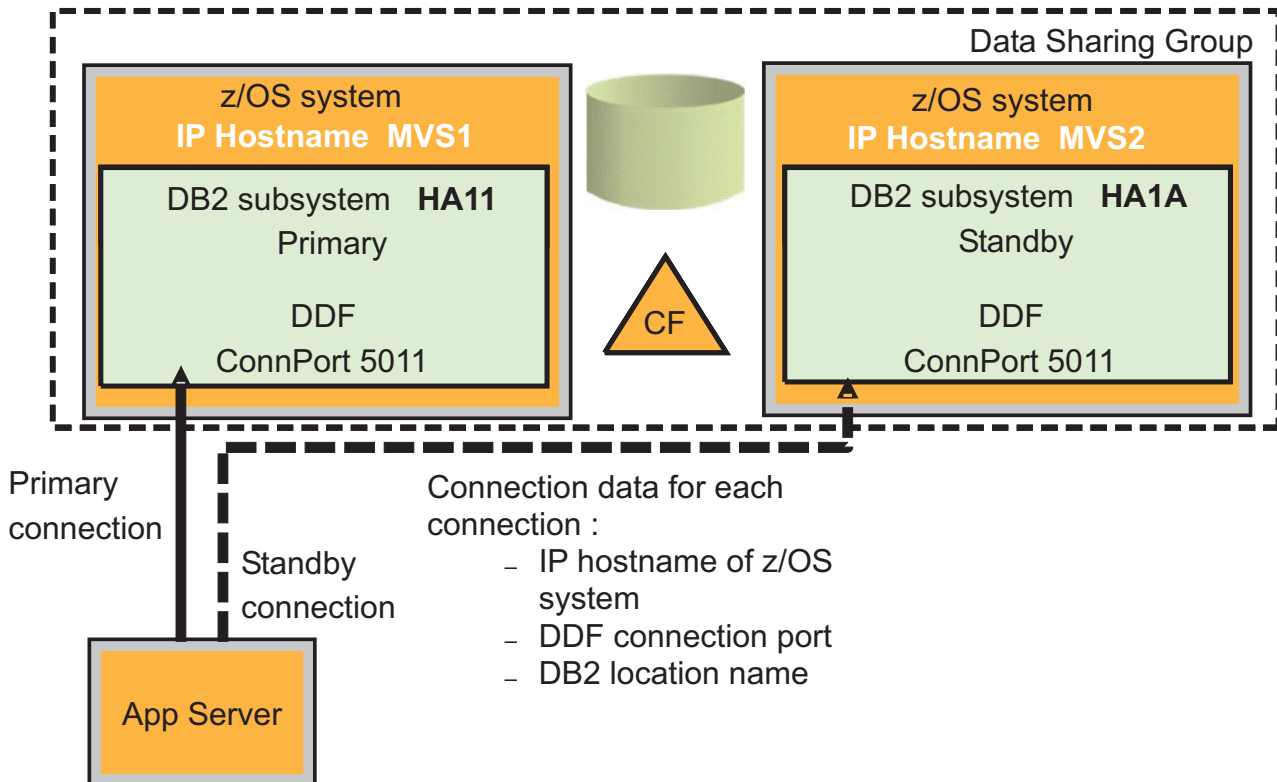 Data Sharing Group
z/OS system
IP Hostname MVS1
DB2 subsystem HA11
Primary
DDF
ConnPort 5011
CF
z/OS system
IP Hostname MVS2
DB2 subsystem HA1A
Standby
DDF
ConnPort 5011
Primary
connection
Standby
connection
Connection data for each
connection :
– IP hostname of z/OS
system
– DDF connection port
– DB2 location name
App Server